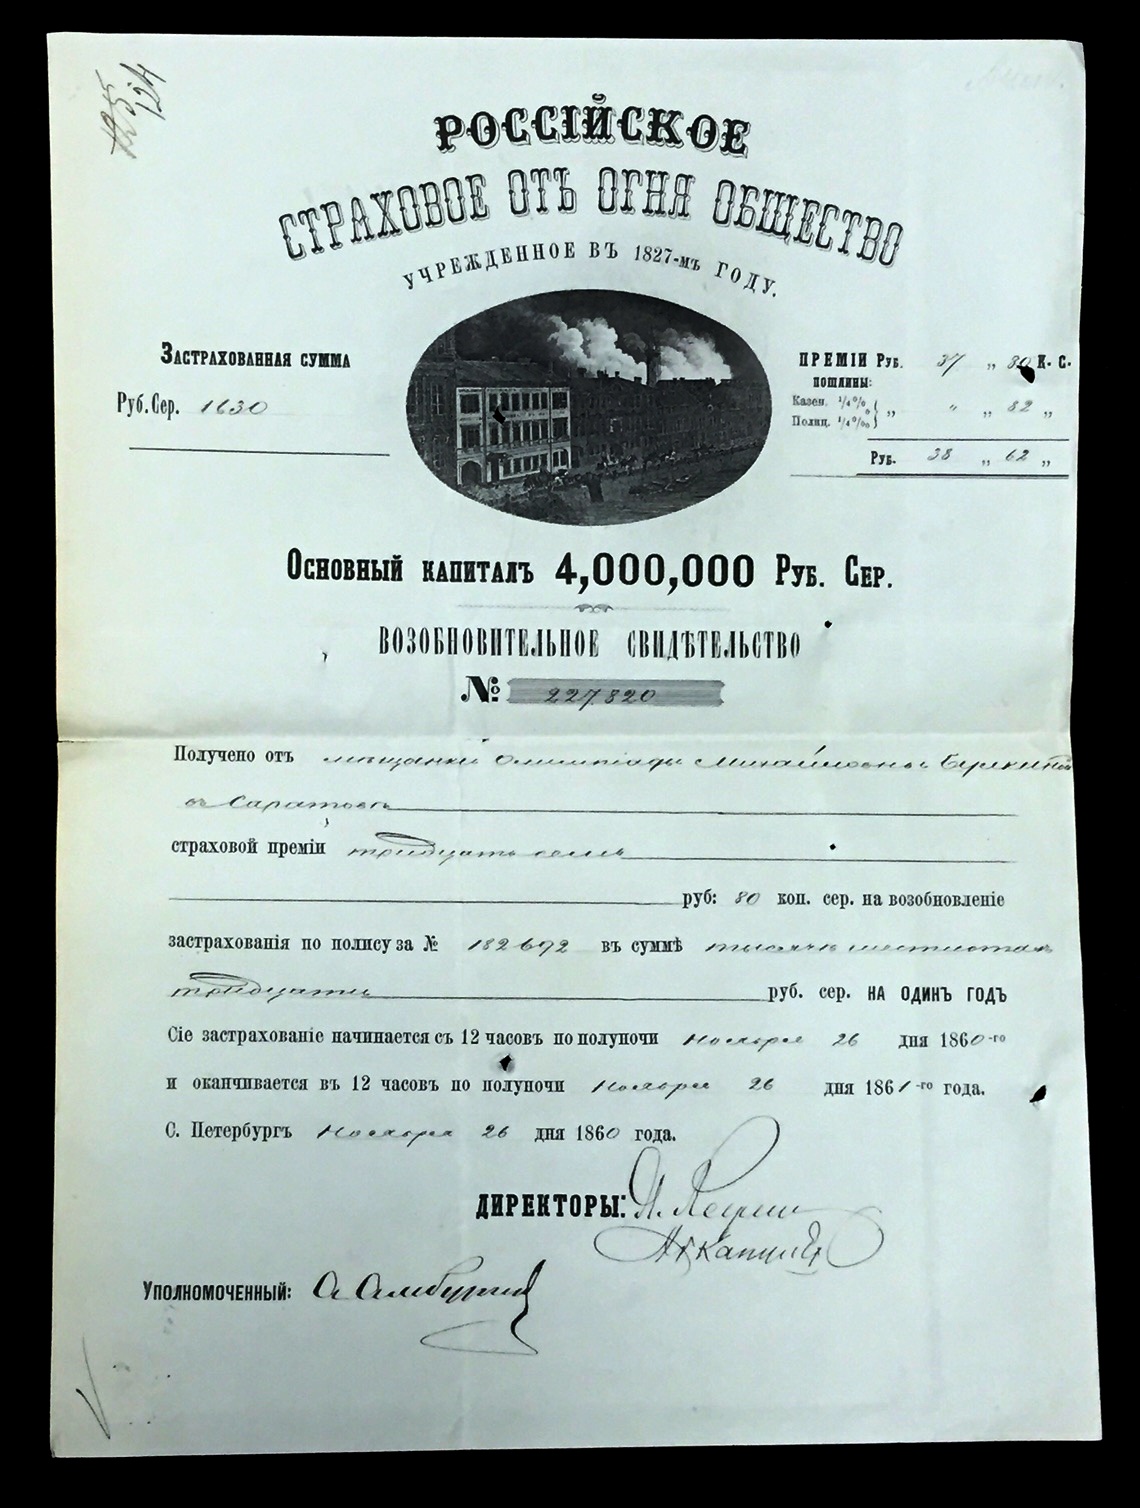 РОССІЙСКОЕ
СТРАХОВОЕ ОТЪ ОГНЯ ОБЩЕСТВО
УЧРЕЖДЕННОЕ ВЪ 1827-мъ ГОДУ.
ЗАСТРАХОВАННАЯ СУММА
Руб. Сер. 1630
ПРЕМІИ Руб. 37 „ 80 К. С.
ПОШЛИНЫ:
Казен. 1/4 % „ „ „ 82 „
Полиц. 1/4 %
Руб. 38 „ 62 „
ОСНОВНЫЙ КАПИТАЛЪ 4,000,000 РУБ. СЕР.
ВОЗОБНОВИТЕЛЬНОЕ СВИДѢТЕЛЬСТВО
№ 227820
Получено отъ мѣщанки Олимпіады Михайловны
въ Саратовѣ
страховой преміи тридцать семь
руб: 80 коп. сер. на возобновленіе
застрахованія по полису за № 182692 въ суммѣ тысячи шестисотъ
тридцати руб. сер. НА ОДИНЪ ГОДЪ
Сіе застрахованіе начинается съ 12 часовъ по полуночи Ноября 26 дня 1860-го
и оканчивается въ 12 часовъ по полуночи Ноября 26 дня 1861-го года.
С. Петербургъ Ноября 26 дня 1860 года.
ДИРЕКТОРЫ:
УПОЛНОМОЧЕННЫЙ: